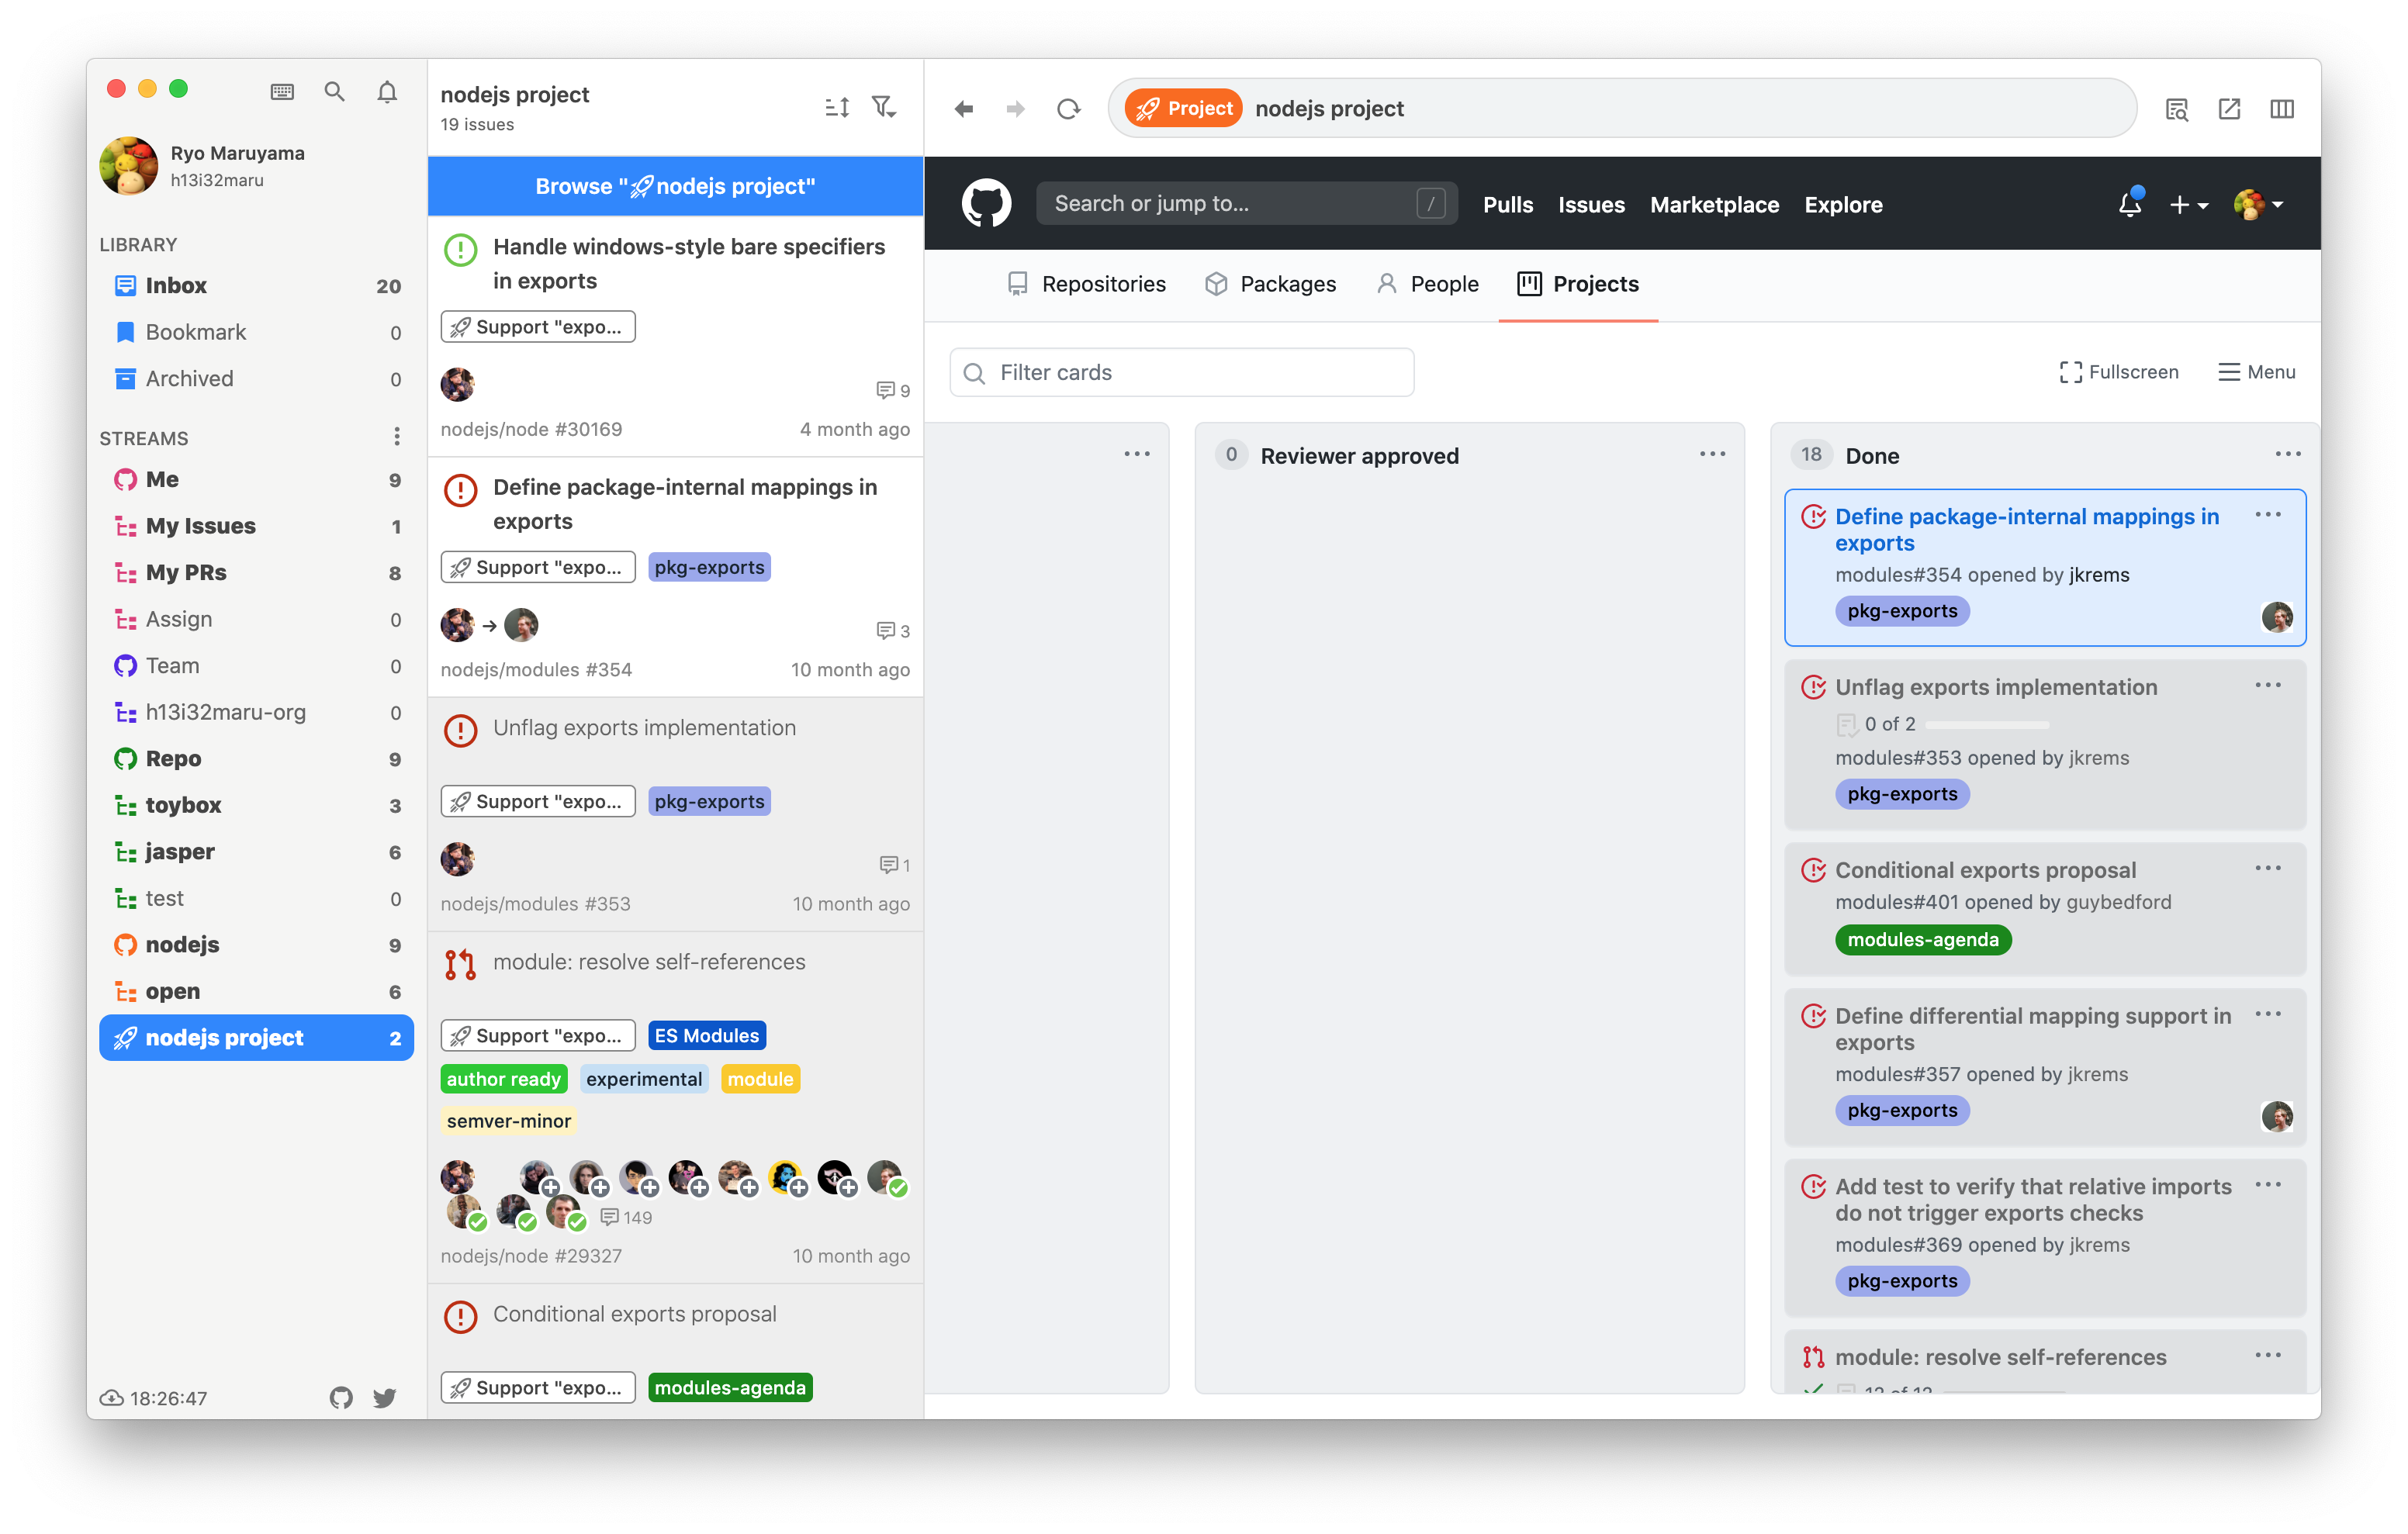 Ryo Maruyama
h13i32maru
LIBRARY
Inbox 20
Bookmark 0
Archived 0
STREAMS
Me 9
My Issues 1
My PRs 8
Assign 0
Team 0
h13i32maru-org 0
Repo 9
toybox 3
jasper 6
test 0
nodejs 9
open 6
nodejs project 2
18:26:47
nodejs project
19 issues
Browse "nodejs project"
Handle windows-style bare specifiers
in exports
Support "expo...
9
nodejs/node #30169 4 month ago
Define package-internal mappings in
exports
Support "expo... pkg-exports
3
nodejs/modules #354 10 month ago
Unflag exports implementation
Support "expo... pkg-exports
1
nodejs/modules #353 10 month ago
module: resolve self-references
Support "expo... ES Modules
author ready experimental module
semver-minor
149
nodejs/node #29327 10 month ago
Conditional exports proposal
Support "expo... modules-agenda
Project nodejs project
Search or jump to... / Pulls Issues Marketplace Explore
Repositories Packages People Projects
Filter cards Fullscreen Menu
0 Reviewer approved
18 Done
Define package-internal mappings in
exports
modules#354 opened by jkrems
pkg-exports
Unflag exports implementation
0 of 2
modules#353 opened by jkrems
pkg-exports
Conditional exports proposal
modules#401 opened by guybedford
modules-agenda
Define differential mapping support in
exports
modules#357 opened by jkrems
pkg-exports
Add test to verify that relative imports
do not trigger exports checks
modules#369 opened by jkrems
pkg-exports
module: resolve self-references
12 of 12